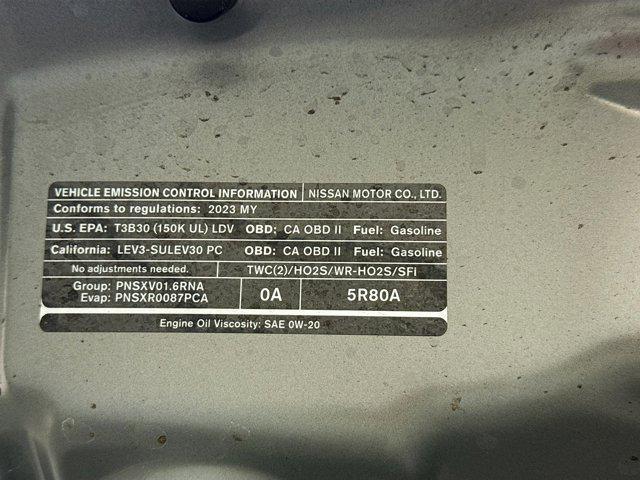 VEHICLE EMISSION CONTROL INFORMATION NISSAN MOTOR CO., LTD.
Conforms to regulations: 2023 MY
U.S. EPA: T3B30 (150K UL) LDV OBD: CA OBD II Fuel: Gasoline
California: LEV3-SULEV30 PC OBD: CA OBD II Fuel: Gasoline
No adjustments needed. TWC(2)/HO2S/WR-HO2S/SFI
Group: PNSXV01.6RNA
Evap: PNSXR0087PCA
0A 5R80A
Engine Oil Viscosity: SAE 0W-20